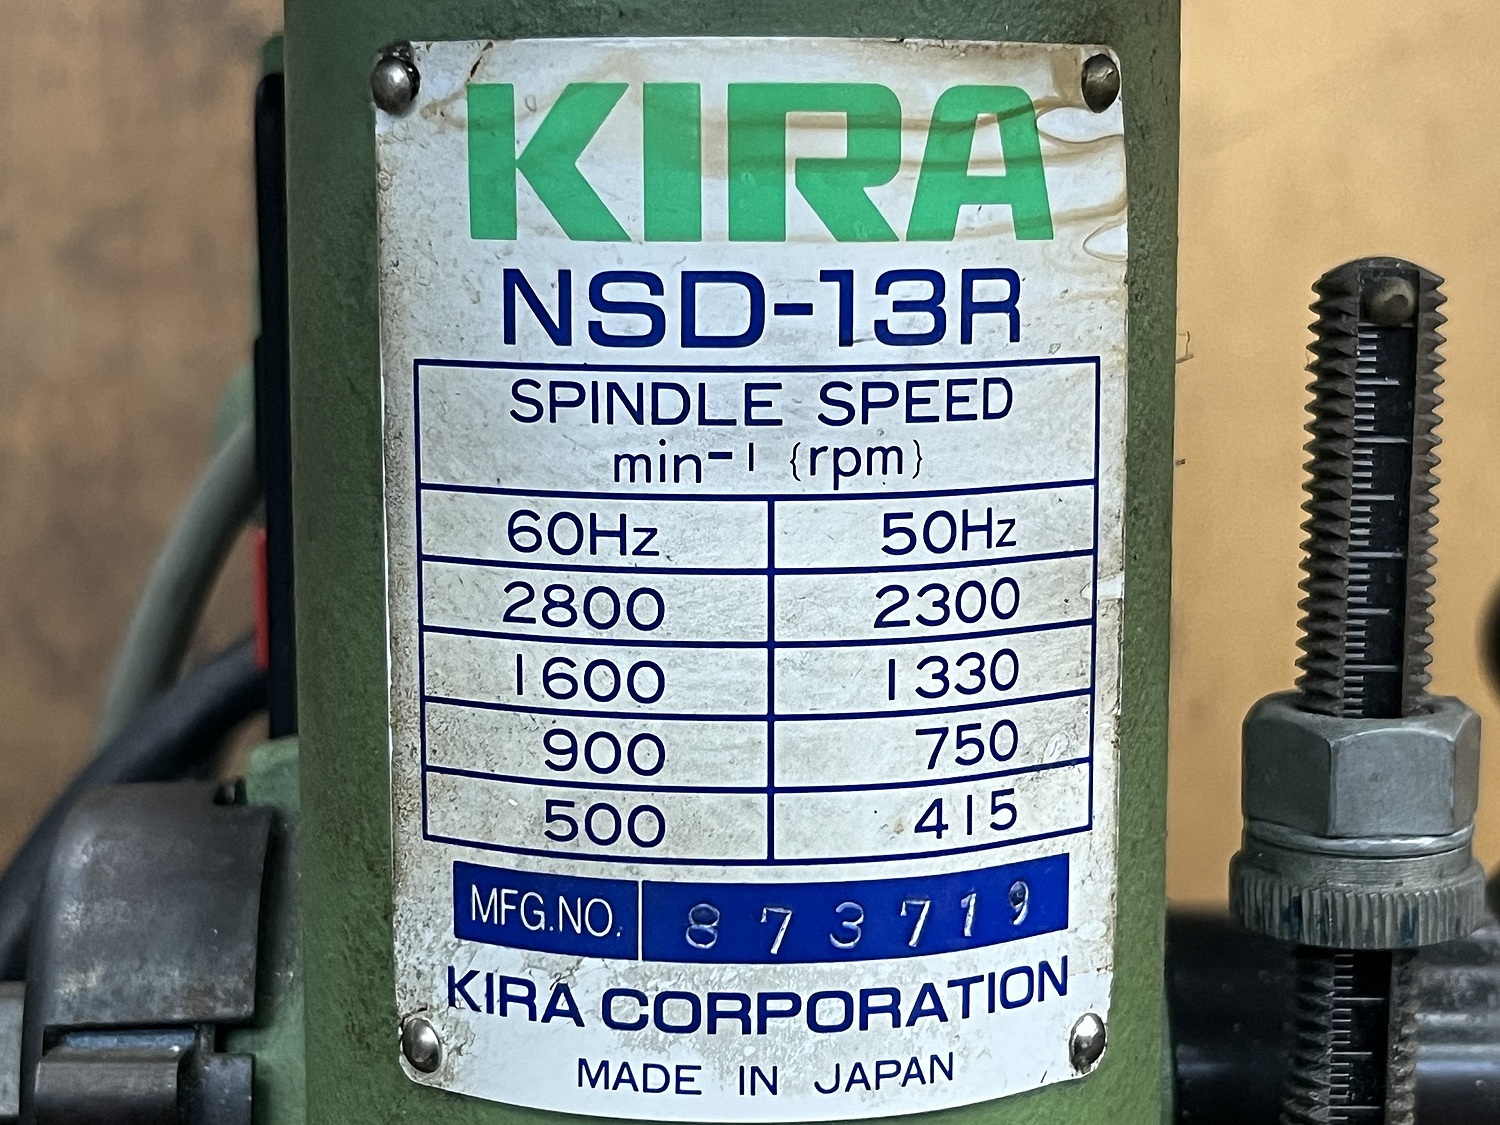 KIRA
NSD-13R
SPINDLE SPEED
min-1 {rpm}
60Hz 50Hz
2800 2300
1600 1330
900 750
500 415
MFG.NO. 873719
KIRA CORPORATION
MADE IN JAPAN